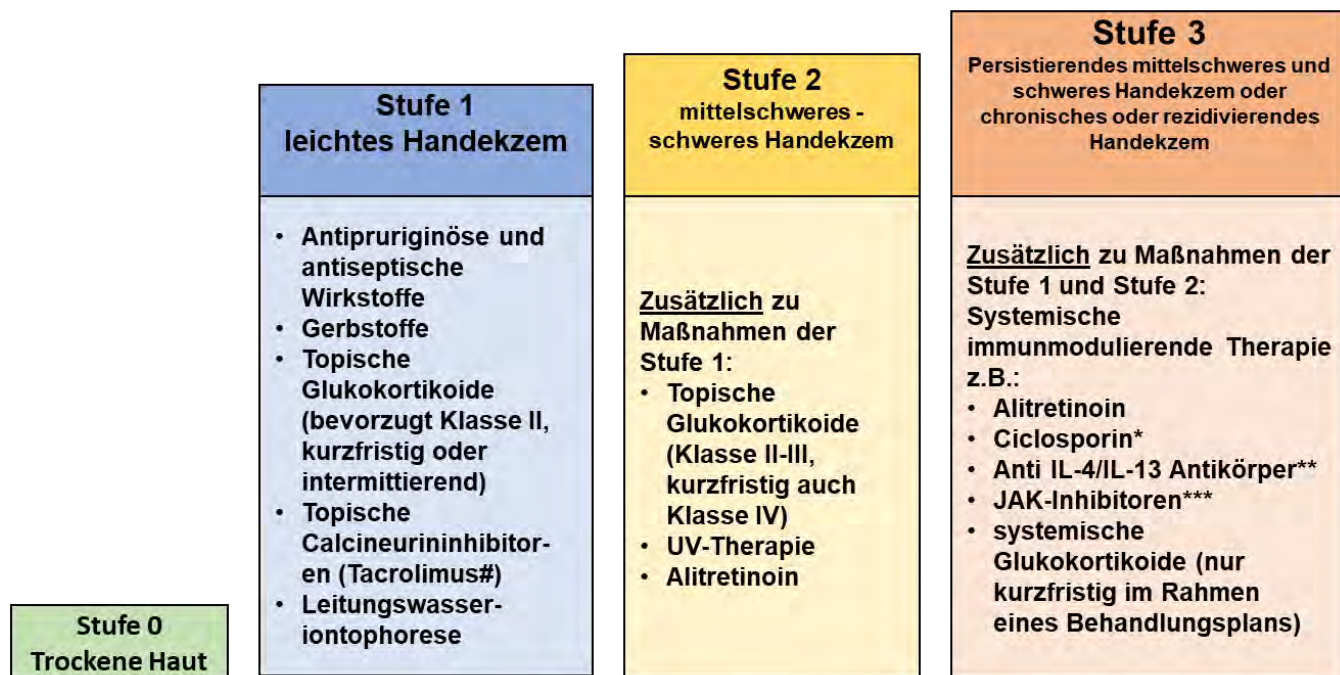 Stufe 0
Trockene Haut
Stufe 1
leichtes Handekzem
• Antipruriginöse und
antiseptische
Wirkstoffe
• Gerbstoffe
• Topische
Glukokortikoide
(bevorzugt Klasse II,
kurzfristig oder
intermittierend)
• Topische
Calcineurininhibitor-
en (Tacrolimus#)
• Leitungswasser-
iontophorese
Stufe 2
mittelschweres -
schweres Handekzem
Zusätzlich zu
Maßnahmen der
Stufe 1:
• Topische
Glukokortikoide
(Klasse II-III,
kurzfristig auch
Klasse IV)
• UV-Therapie
• Alitretinoin
Stufe 3
Persistierendes mittelschweres und
schweres Handekzem oder
chronisches oder rezidivierendes
Handekzem
Zusätzlich zu Maßnahmen der
Stufe 1 und Stufe 2:
Systemische
immunmodulierende Therapie
z.B.:
• Alitretinoin
• Ciclosporin*
• Anti IL-4/IL-13 Antikörper**
• JAK-Inhibitoren***
• systemische
Glukokortikoide (nur
kurzfristig im Rahmen
eines Behandlungsplans)